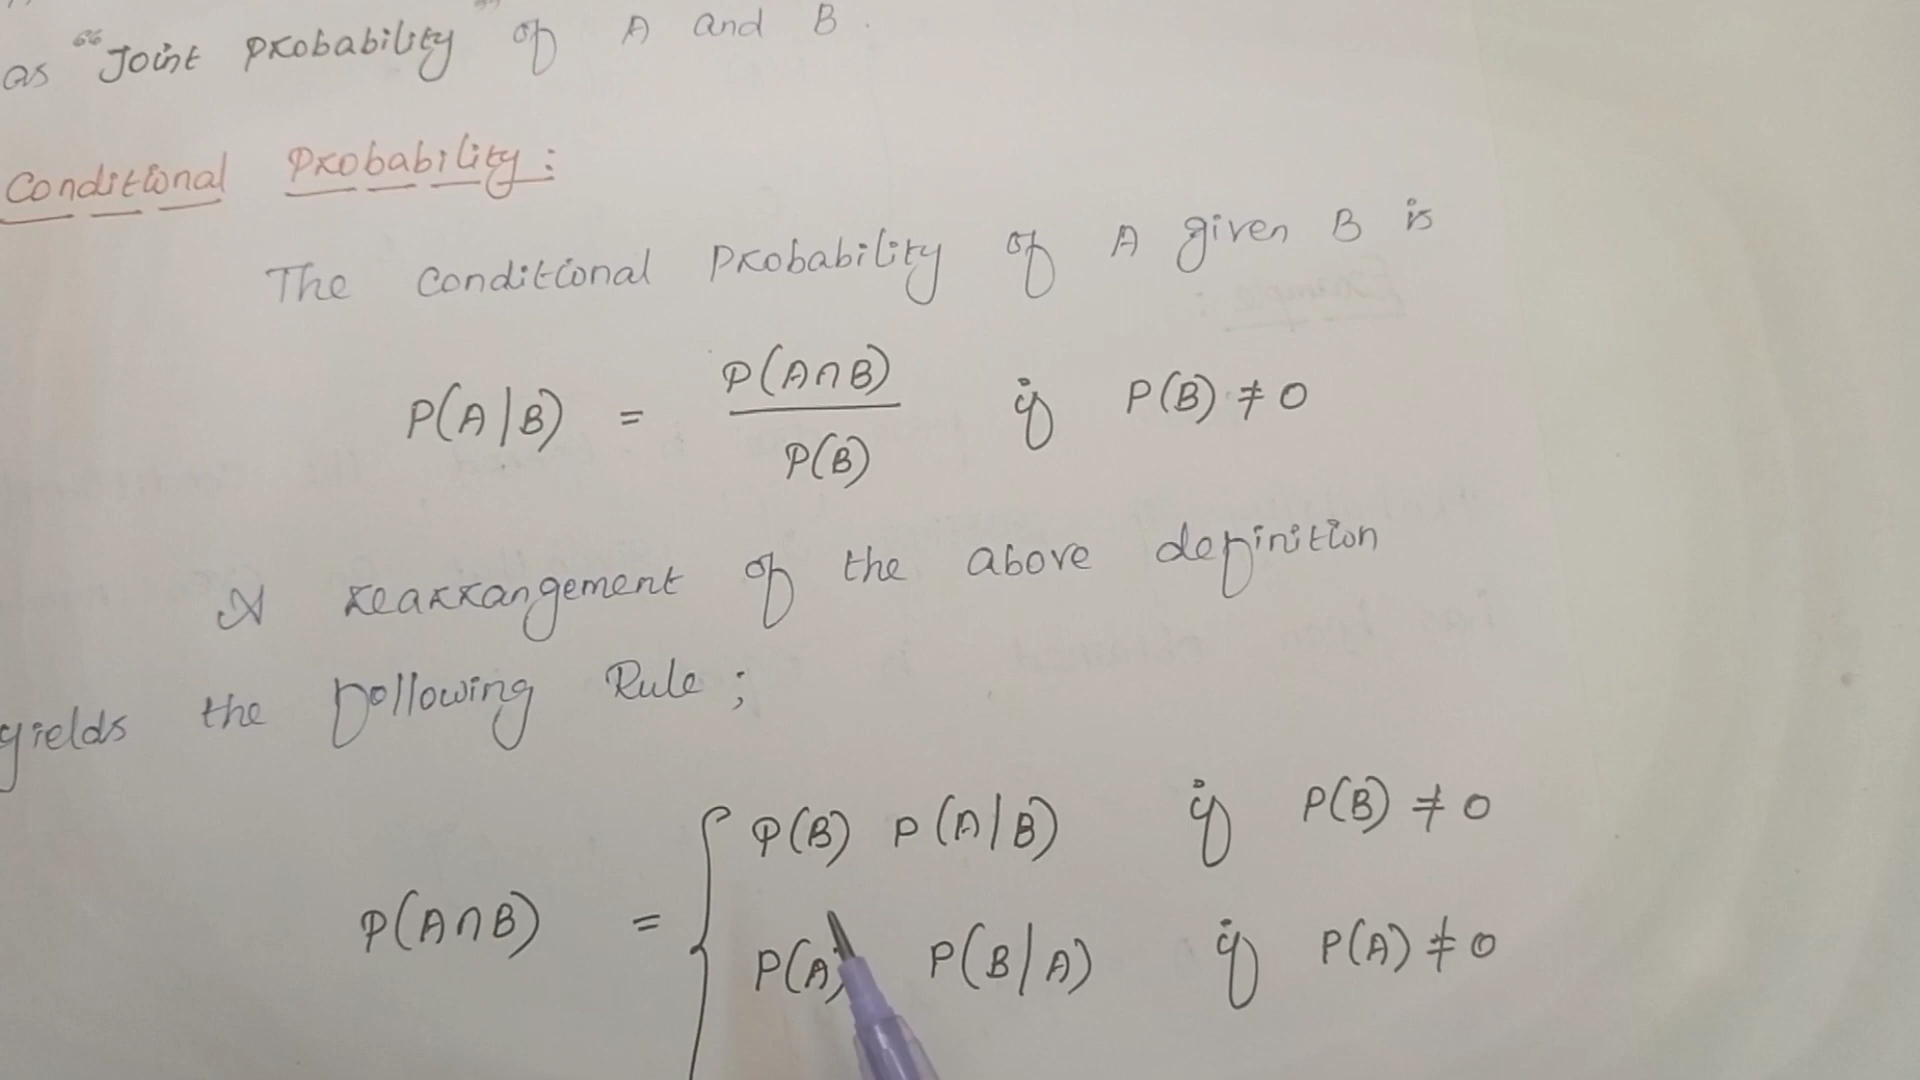 as "Joint Probability" of A and B.
Conditional Probability:
The conditional Probability of A given B is
P(A|B) = P(A∩B) / P(B) if P(B) ≠ 0
A rearrangement of the above definition
yields the following Rule;
P(A∩B) = { P(B) P(A|B) if P(B) ≠ 0
P(A) P(B|A) if P(A) ≠ 0